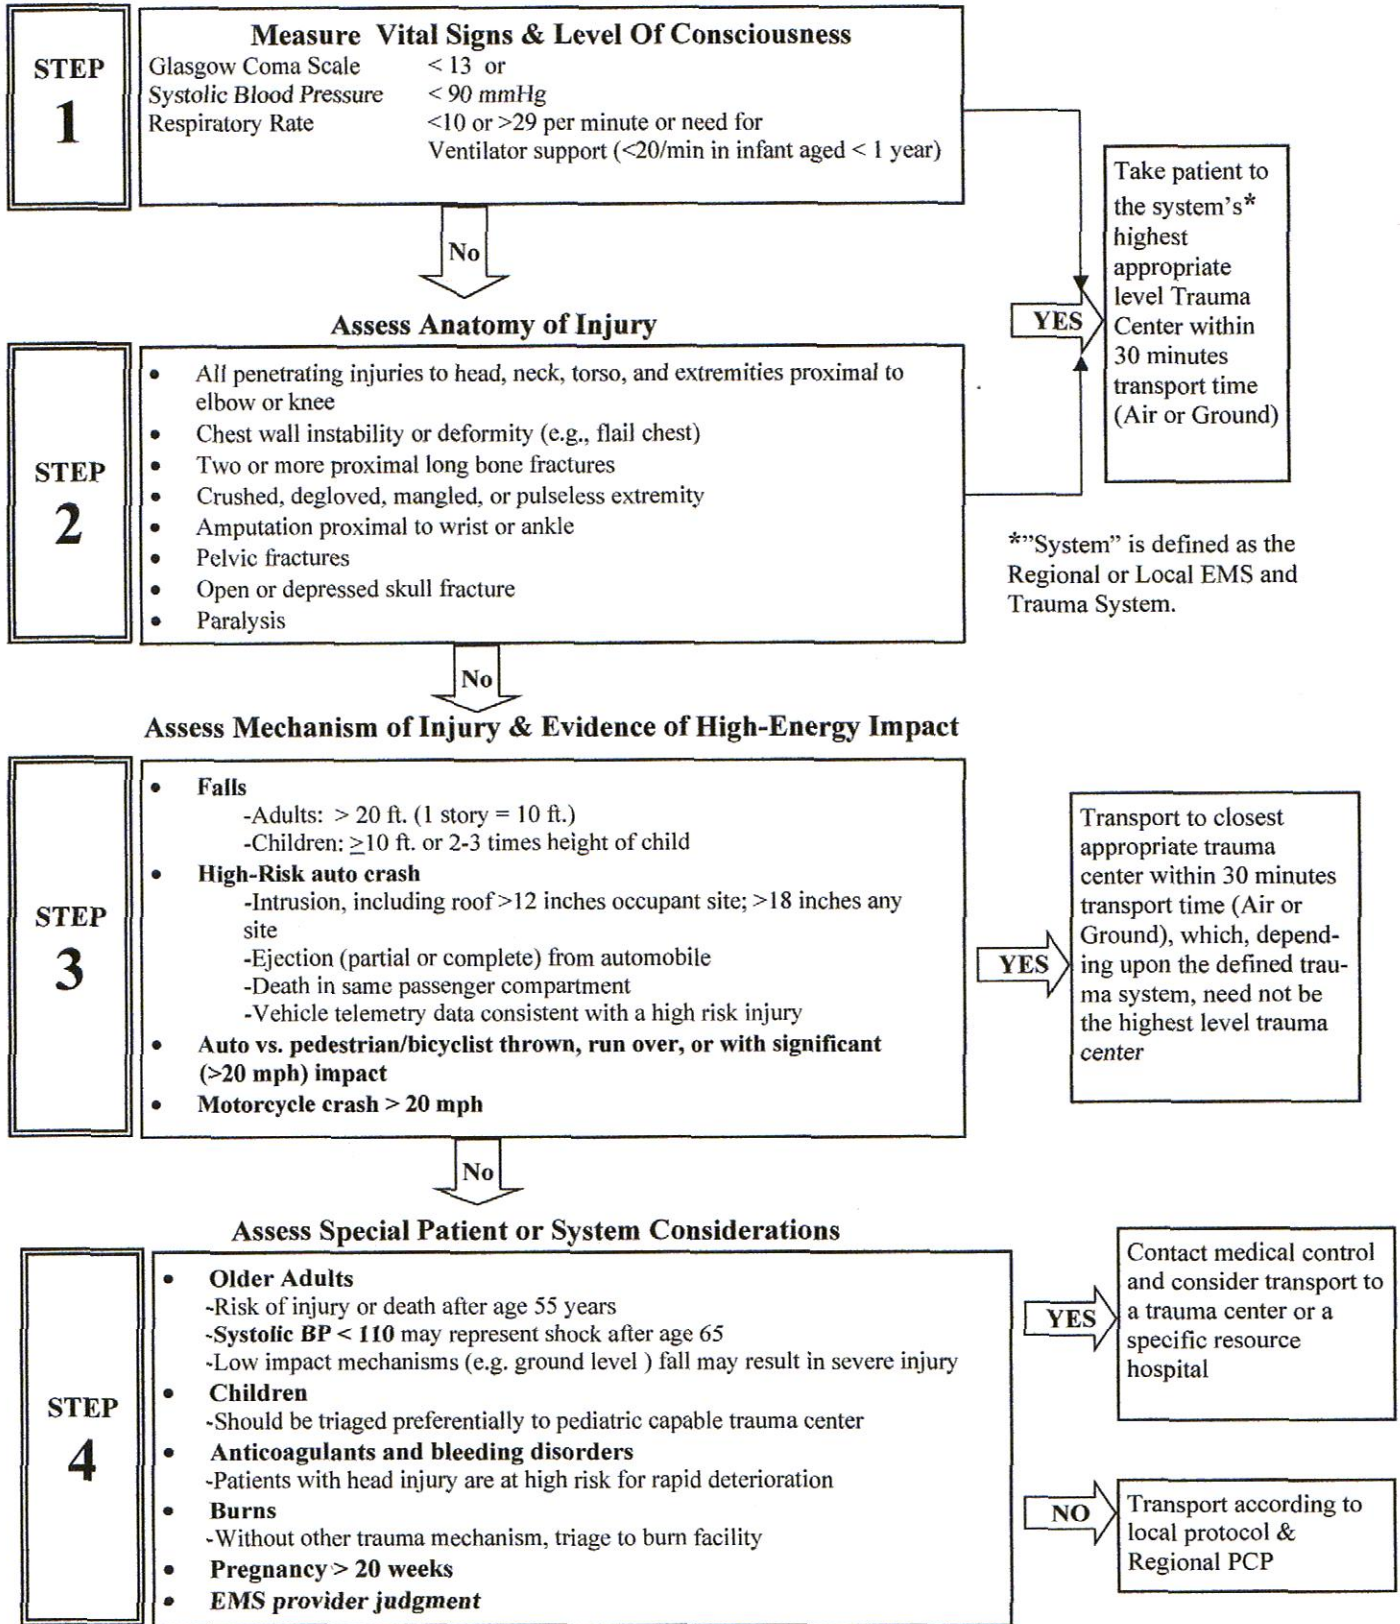 STEP
1
Measure Vital Signs & Level Of Consciousness
Glasgow Coma Scale < 13 or
Systolic Blood Pressure < 90 mmHg
Respiratory Rate <10 or >29 per minute or need for
Ventilator support (<20/min in infant aged < 1 year)
No
YES
Take patient to
the system's*
highest
appropriate
level Trauma
Center within
30 minutes
transport time
(Air or Ground)
Assess Anatomy of Injury
STEP
2
• All penetrating injuries to head, neck, torso, and extremities proximal to
elbow or knee
• Chest wall instability or deformity (e.g., flail chest)
• Two or more proximal long bone fractures
• Crushed, degloved, mangled, or pulseless extremity
• Amputation proximal to wrist or ankle
• Pelvic fractures
• Open or depressed skull fracture
• Paralysis
*"System" is defined as the
Regional or Local EMS and
Trauma System.
No
Assess Mechanism of Injury & Evidence of High-Energy Impact
STEP
3
• Falls
-Adults: > 20 ft. (1 story = 10 ft.)
-Children: ≥10 ft. or 2-3 times height of child
• High-Risk auto crash
-Intrusion, including roof >12 inches occupant site; >18 inches any
site
-Ejection (partial or complete) from automobile
-Death in same passenger compartment
-Vehicle telemetry data consistent with a high risk injury
• Auto vs. pedestrian/bicyclist thrown, run over, or with significant
(>20 mph) impact
• Motorcycle crash > 20 mph
YES
Transport to closest
appropriate trauma
center within 30 minutes
transport time (Air or
Ground), which, depend-
ing upon the defined trau-
ma system, need not be
the highest level trauma
center
No
Assess Special Patient or System Considerations
STEP
4
• Older Adults
-Risk of injury or death after age 55 years
-Systolic BP < 110 may represent shock after age 65
-Low impact mechanisms (e.g. ground level ) fall may result in severe injury
• Children
-Should be triaged preferentially to pediatric capable trauma center
• Anticoagulants and bleeding disorders
-Patients with head injury are at high risk for rapid deterioration
• Burns
-Without other trauma mechanism, triage to burn facility
• Pregnancy > 20 weeks
• EMS provider judgment
YES
Contact medical control
and consider transport to
a trauma center or a
specific resource
hospital
NO
Transport according to
local protocol &
Regional PCP